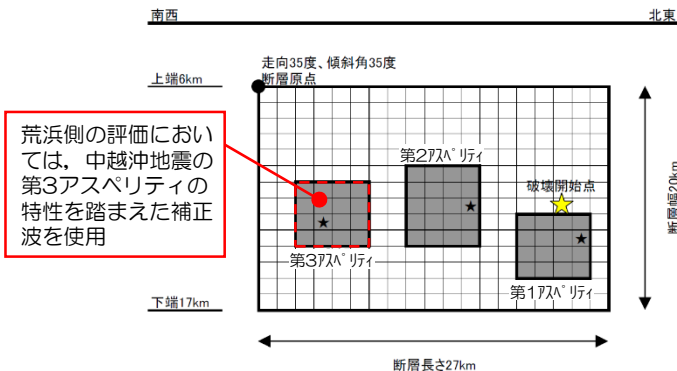 南西
北東
走向35度、傾斜角35度
上端6km
断層原点
荒浜側の評価におい
ては，中越沖地震の
第3アスペリティの
特性を踏まえた補正
波を使用
第2ｱｽﾍﾟﾘﾃｨ
破壊開始点
断層幅20km
第3ｱｽﾍﾟﾘﾃｨ
第1ｱｽﾍﾟﾘﾃｨ
下端17km
断層長さ27km